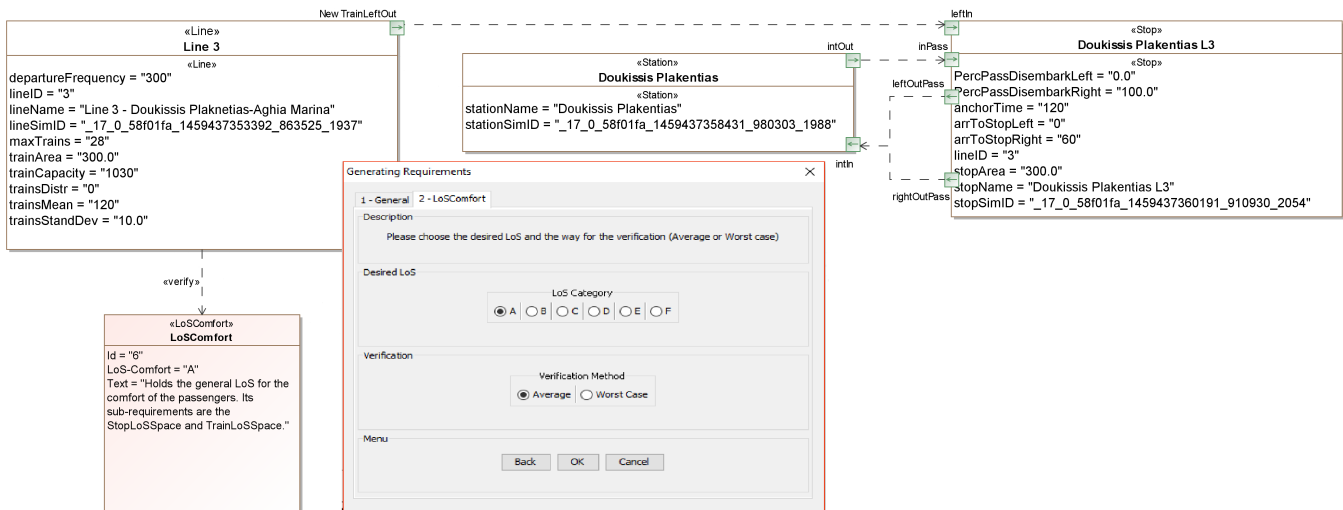 New TrainLeftOut
«Line»
Line 3
«Line»
departureFrequency = "300"
lineID = "3"
lineName = "Line 3 - Doukissis Plaknetias-Aghia Marina"
lineSimID = "_17_0_58f01fa_1459437353392_863525_1937"
maxTrains = "28"
trainArea = "300.0"
trainCapacity = "1030"
trainsDistr = "0"
trainsMean = "120"
trainsStandDev = "10.0"
«verify»
«LoSComfort»
LoSComfort
Id = "6"
LoS-Comfort = "A"
Text = "Holds the general LoS for the
comfort of the passengers. Its
sub-requirements are the
StopLoSSpace and TrainLoSSpace."
intOut
«Station»
Doukissis Plakentias
«Station»
stationName = "Doukissis Plakentias"
stationSimID = "_17_0_58f01fa_1459437358431_980303_1988"
intIn
leftIn
inPass
leftOutPass
rightOutPass
«Stop»
Doukissis Plakentias L3
«Stop»
PercPassDisembarkLeft = "0.0"
PercPassDisembarkRight = "100.0"
anchorTime = "120"
arrToStopLeft = "0"
arrToStopRight = "60"
lineID = "3"
stopArea = "300.0"
stopName = "Doukissis Plakentias L3"
stopSimID = "_17_0_58f01fa_1459437360191_910930_2054"
Generating Requirements
1 - General 2 - LoSComfort
Description
Please choose the desired LoS and the way for the verification (Average or Worst case)
Desired LoS
LoS Category
A B C D E F
Verification
Verification Method
Average Worst Case
Menu
Back OK Cancel